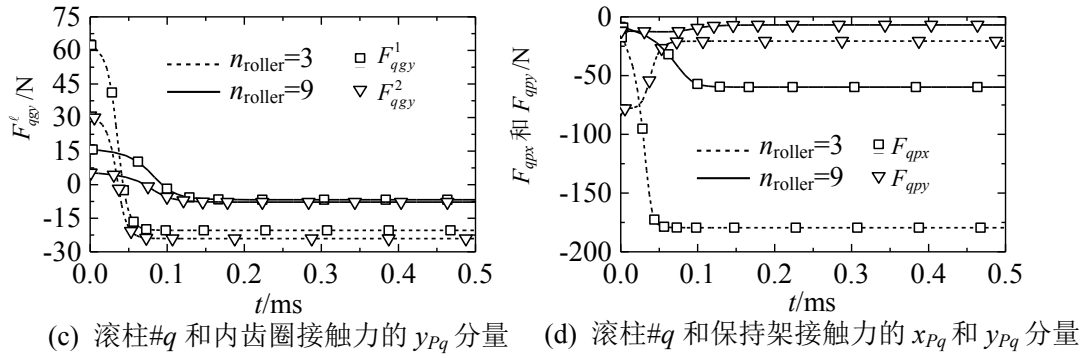 75
60
45
30
15
0
-15
-30
F^ℓ_qgy /N
n_roller=3 F^1_qgy
n_roller=9 F^2_qgy
0.0 0.1 0.2 0.3 0.4 0.5
t/ms
(c) 滚柱#q 和内齿圈接触力的 y_Pq 分量
0
-50
-100
-150
-200
F_qpx 和 F_qpy /N
n_roller=3 F_qpx
n_roller=9 F_qpy
0.0 0.1 0.2 0.3 0.4 0.5
t/ms
(d) 滚柱#q 和保持架接触力的 x_Pq 和 y_Pq 分量